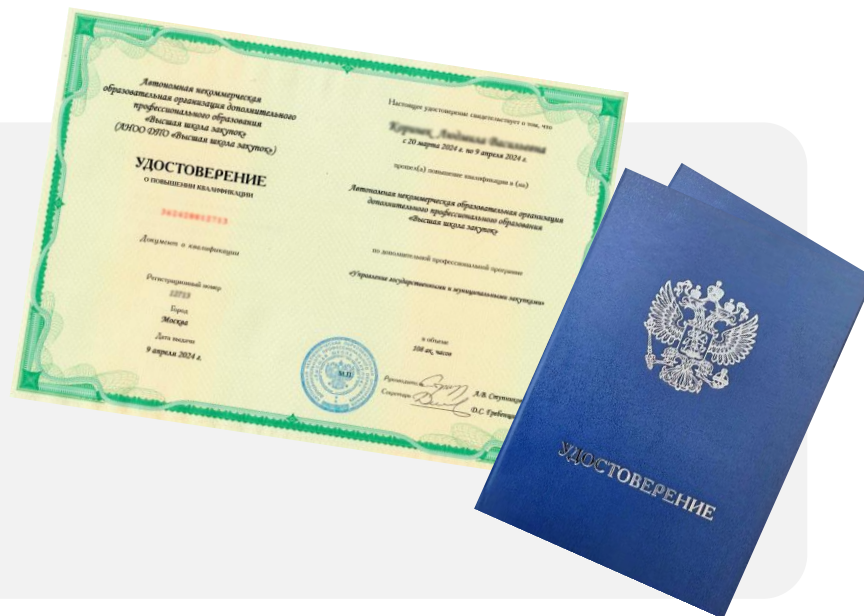 Автономная некоммерческая
образовательная организация дополнительного
профессионального образования
«Высшая школа закупок»
(АНОО ДПО «Высшая школа закупок»)
УДОСТОВЕРЕНИЕ
О ПОВЫШЕНИИ КВАЛИФИКАЦИИ
Документ о квалификации
Регистрационный номер
12713
Город
Москва
Дата выдачи
9 апреля 2024 г.
Настоящее удостоверение свидетельствует о том, что
с 20 марта 2024 г. по 9 апреля 2024 г.
прошел(а) повышение квалификации в (на)
Автономная некоммерческая образовательная организация
дополнительного профессионального образования
«Высшая школа закупок»
по дополнительной профессиональной программе
«Управление государственными и муниципальными закупками»
в объеме
108 ак. часов
М.П.
Руководитель
А.В.
Секретарь
Д.С.
УДОСТОВЕРЕНИЕ